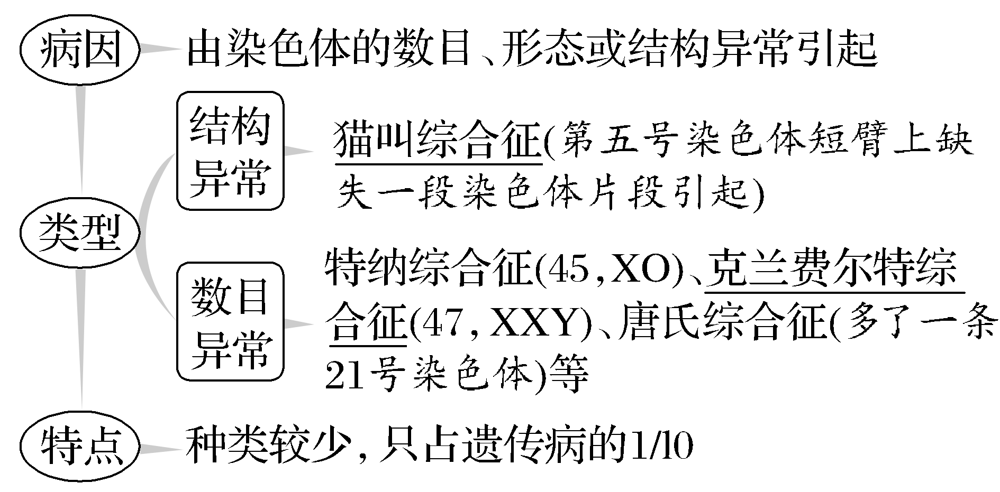 病因
由染色体的数目、形态或结构异常引起
结构
异常
猫叫综合征(第五号染色体短臂上缺
失一段染色体片段引起)
类型
数目
异常
特纳综合征(45,XO)、克兰费尔特综
合征(47,XXY)、唐氏综合征(多了一条
21号染色体)等
特点
种类较少,只占遗传病的1/10